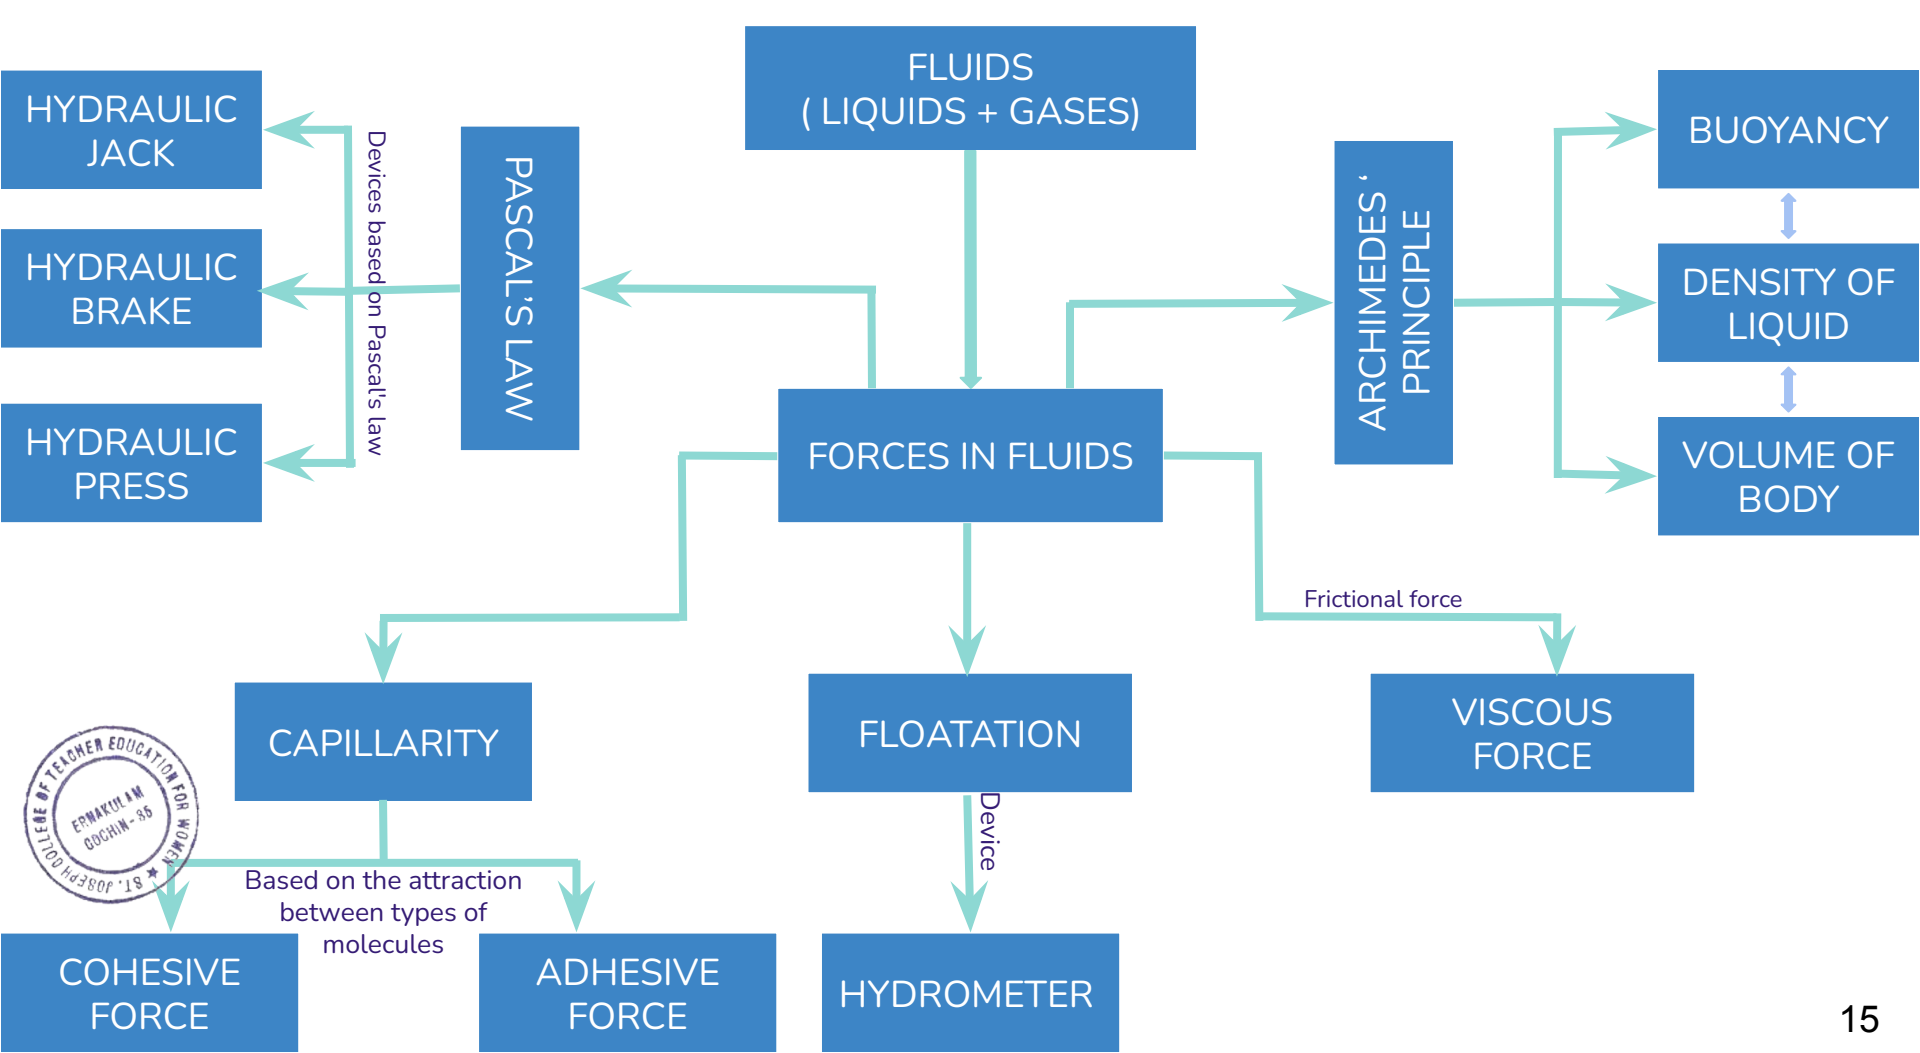 FLUIDS
( LIQUIDS + GASES)
HYDRAULIC
JACK
HYDRAULIC
BRAKE
HYDRAULIC
PRESS
Devices based on Pascal's law
PASCAL’S LAW
ARCHIMEDES ‘
PRINCIPLE
BUOYANCY
DENSITY OF
LIQUID
VOLUME OF
BODY
FORCES IN FLUIDS
Frictional force
CAPILLARITY
FLOATATION
VISCOUS
FORCE
Device
Based on the attraction
between types of
molecules
COHESIVE
FORCE
ADHESIVE
FORCE
HYDROMETER
ST. JOSEPH COLLEGE OF TEACHER EDUCATION FOR WOMEN
ERNAKULAM
COCHIN-35
15